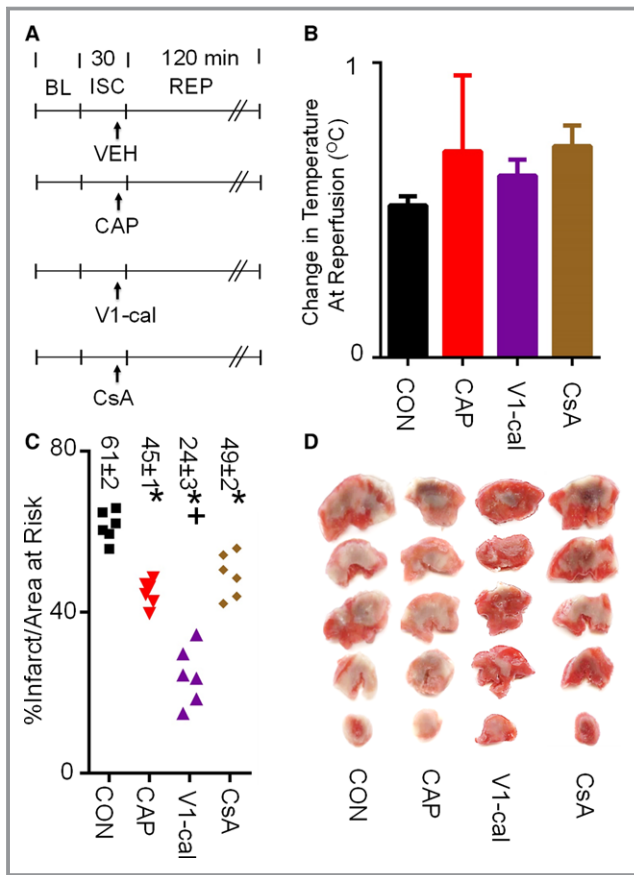 A
30
120 min
BL
ISC
REP
VEH
CAP
V1-cal
CsA
B
Change in Temperature
At Reperfusion (OC)
1
0
CON
CAP
V1-cal
CsA
C
%Infarct/Area at Risk
80
40
0
61±2
45±1*
24±3*+
49±2*
CON
CAP
V1-cal
CsA
D
CON
CAP
V1-cal
CsA